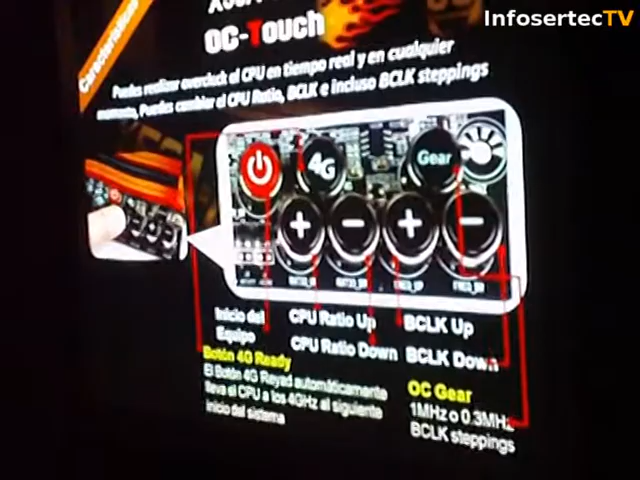 InfosertecTV
Características
OC-Touch
Puedes realizar overclock al CPU en tiempo real y en cualquier
momento, Puedes cambiar el CPU Ratio, BCLK e incluso BCLK steppings
4G
Gear
Inicio del
Equipo
CPU Ratio Up
CPU Ratio Down
BCLK Up
BCLK Down
Botón 4G Ready
El Botón 4G Reyad automáticamente
lleva el CPU a los 4GHz al siguiente
inicio del sistema
OC Gear
1MHz o 0.3MHz
BCLK steppings